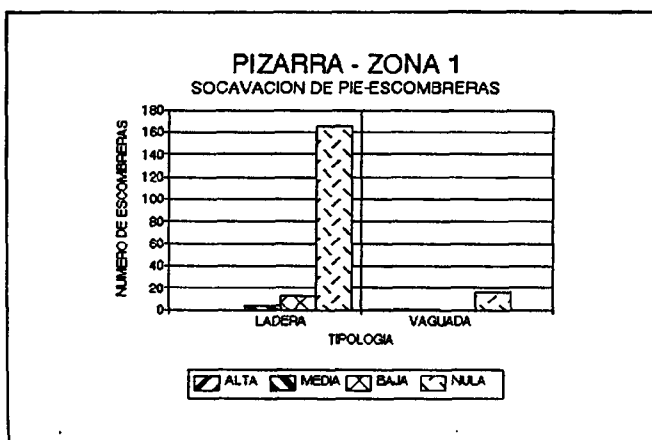 PIZARRA - ZONA 1
SOCAVACION DE PIE-ESCOMBRERAS
NUMERO DE ESCOMBRERAS
180
160
140
120
100
80
60
40
20
0
LADERA VAGUADA
TIPOLOGIA
ALTA MEDIA BAJA NULA